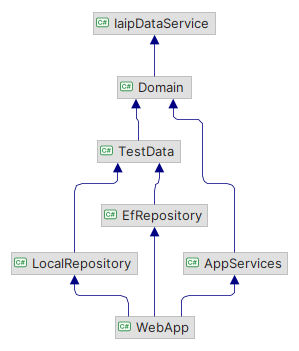 C# IaipDataService
C# Domain
C# TestData
C# EfRepository
C# LocalRepository
C# AppServices
C# WebApp